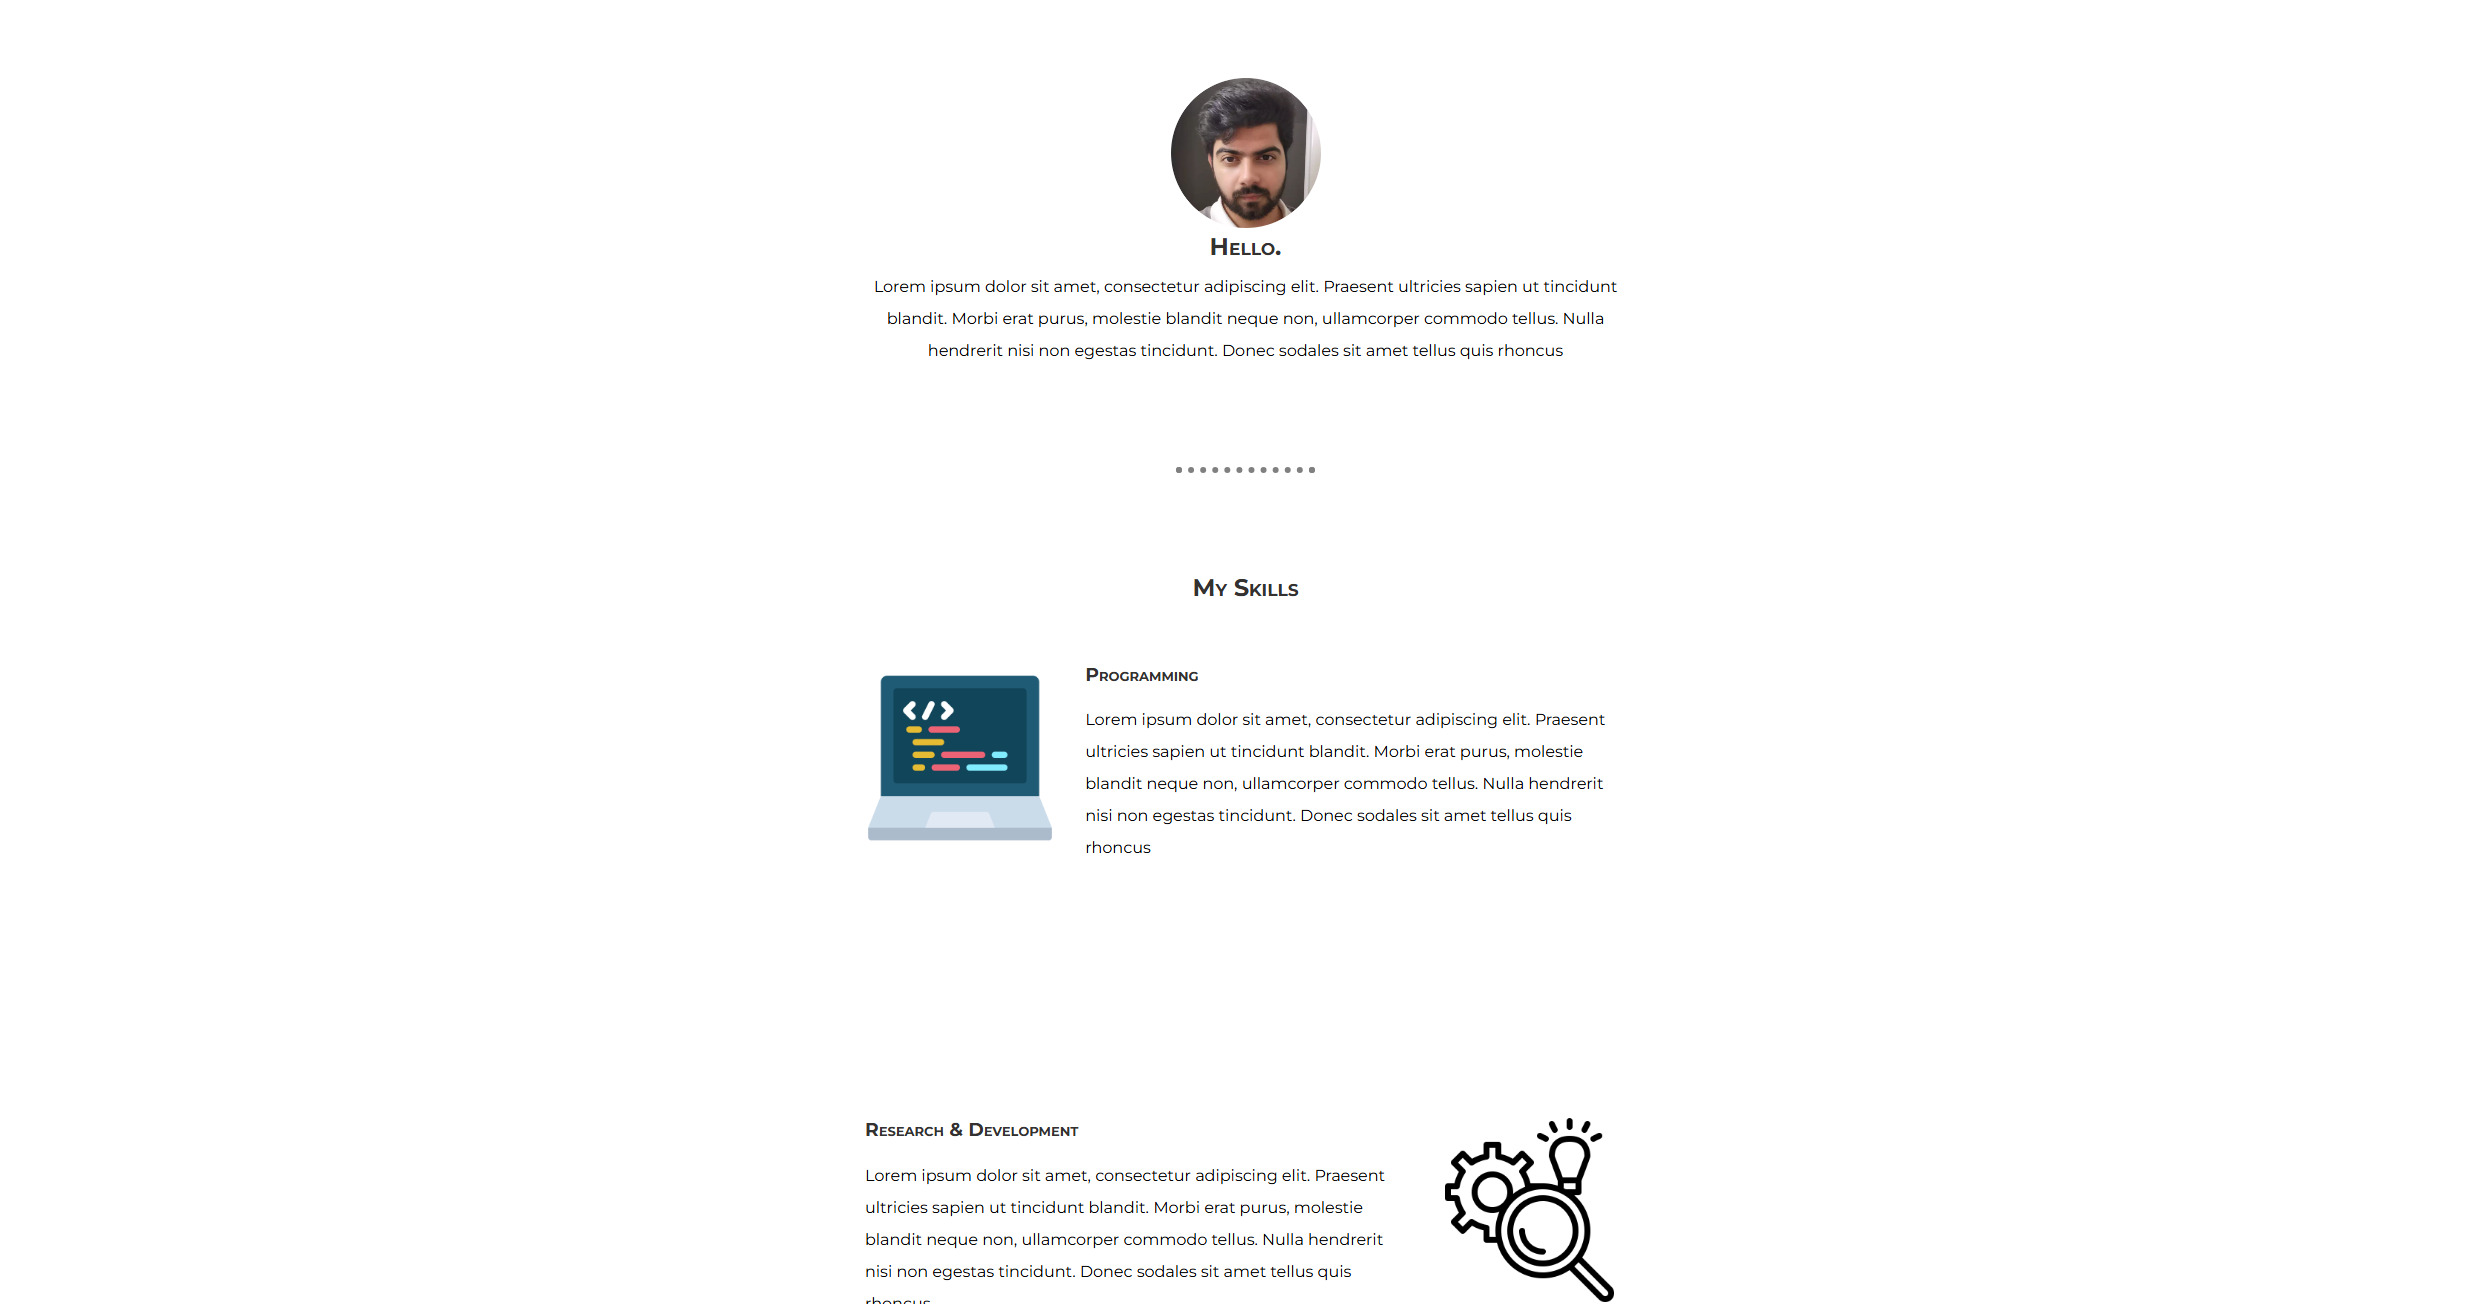 Hello.
Lorem ipsum dolor sit amet, consectetur adipiscing elit. Praesent ultricies sapien ut tincidunt
blandit. Morbi erat purus, molestie blandit neque non, ullamcorper commodo tellus. Nulla
hendrerit nisi non egestas tincidunt. Donec sodales sit amet tellus quis rhoncus
My Skills
</>
Programming
Lorem ipsum dolor sit amet, consectetur adipiscing elit. Praesent
ultricies sapien ut tincidunt blandit. Morbi erat purus, molestie
blandit neque non, ullamcorper commodo tellus. Nulla hendrerit
nisi non egestas tincidunt. Donec sodales sit amet tellus quis
rhoncus
Research & Development
Lorem ipsum dolor sit amet, consectetur adipiscing elit. Praesent
ultricies sapien ut tincidunt blandit. Morbi erat purus, molestie
blandit neque non, ullamcorper commodo tellus. Nulla hendrerit
nisi non egestas tincidunt. Donec sodales sit amet tellus quis
rhoncus